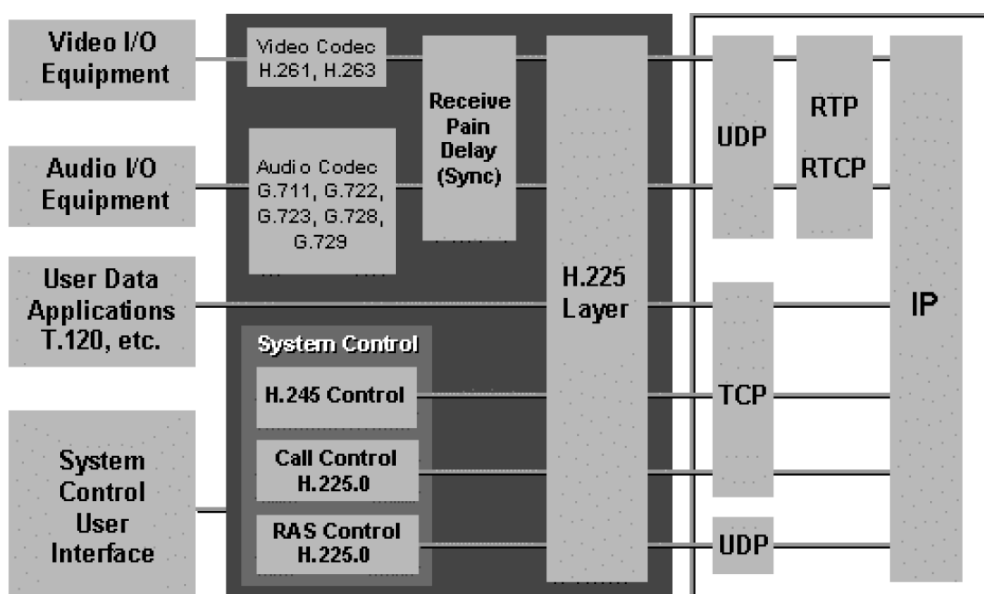 Video I/O
Equipment
Video Codec
H.261, H.263
Receive
Pain
Delay
(Sync)
UDP
RTP
RTCP
Audio I/O
Equipment
Audio Codec
G.711, G.722,
G.723, G.728,
G.729
User Data
Applications
T.120, etc.
H.225
Layer
IP
System Control
H.245 Control
TCP
Call Control
H.225.0
System
Control
User
Interface
RAS Control
H.225.0
UDP